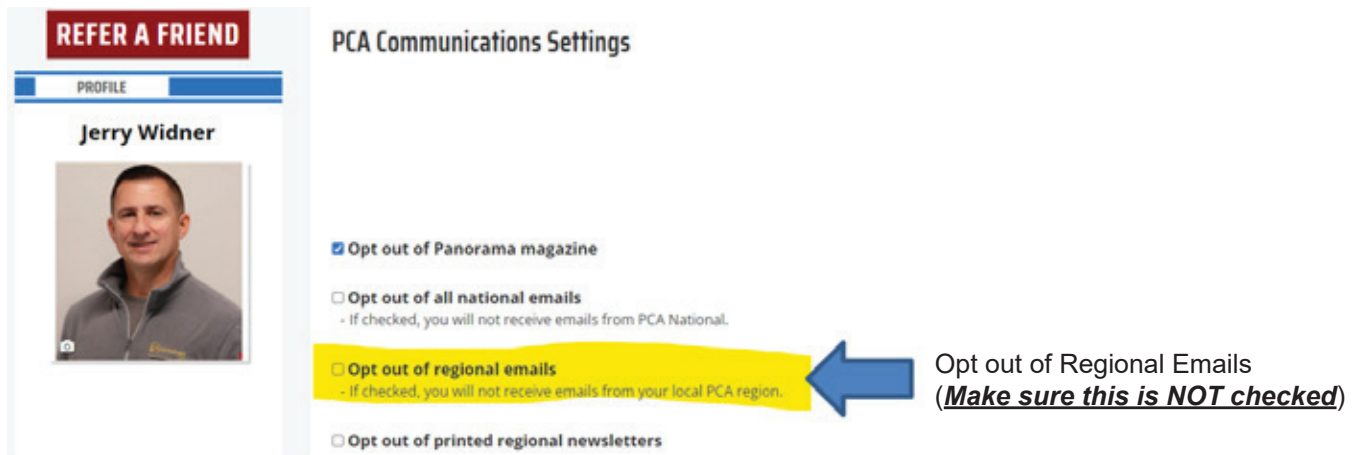 REFER A FRIEND
PROFILE
Jerry Widner
PCA Communications Settings
Opt out of Panorama magazine
Opt out of all national emails
- If checked, you will not receive emails from PCA National.
Opt out of regional emails
- If checked, you will not receive emails from your local PCA region.
Opt out of printed regional newsletters
Opt out of Regional Emails
(Make sure this is NOT checked)